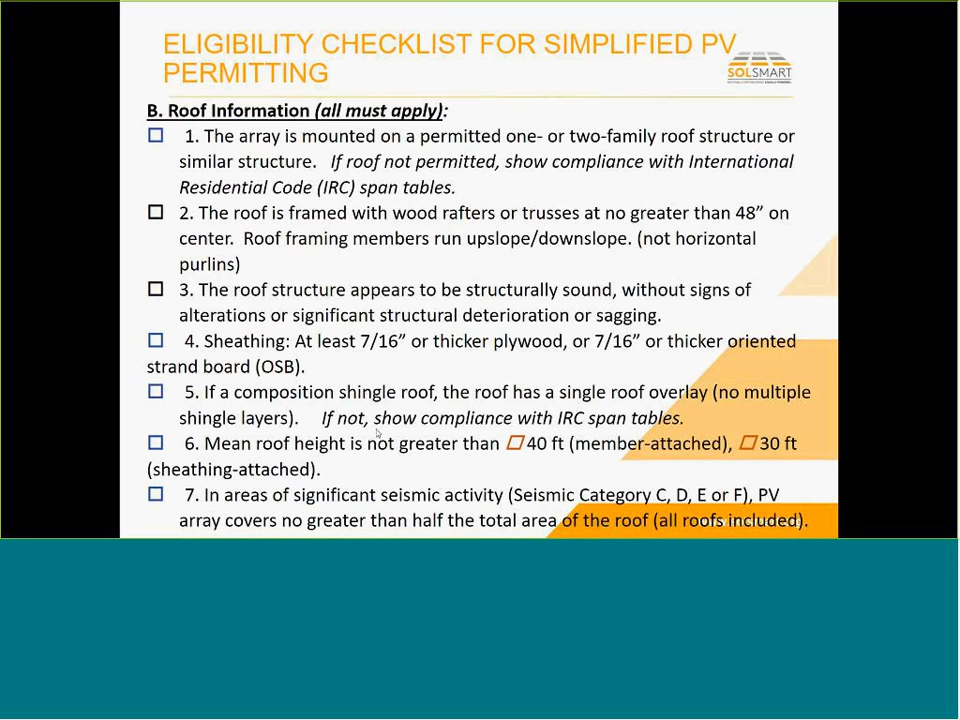 ELIGIBILITY CHECKLIST FOR SIMPLIFIED PV
PERMITTING
SOLSMART
B. Roof Information (all must apply):
1. The array is mounted on a permitted one- or two-family roof structure or
similar structure. If roof not permitted, show compliance with International
Residential Code (IRC) span tables.
2. The roof is framed with wood rafters or trusses at no greater than 48” on
center. Roof framing members run upslope/downslope. (not horizontal
purlins)
3. The roof structure appears to be structurally sound, without signs of
alterations or significant structural deterioration or sagging.
4. Sheathing: At least 7/16” or thicker plywood, or 7/16” or thicker oriented
strand board (OSB).
5. If a composition shingle roof, the roof has a single roof overlay (no multiple
shingle layers). If not, show compliance with IRC span tables.
6. Mean roof height is not greater than 40 ft (member-attached), 30 ft
(sheathing-attached).
7. In areas of significant seismic activity (Seismic Category C, D, E or F), PV
array covers no greater than half the total area of the roof (all roofs included).